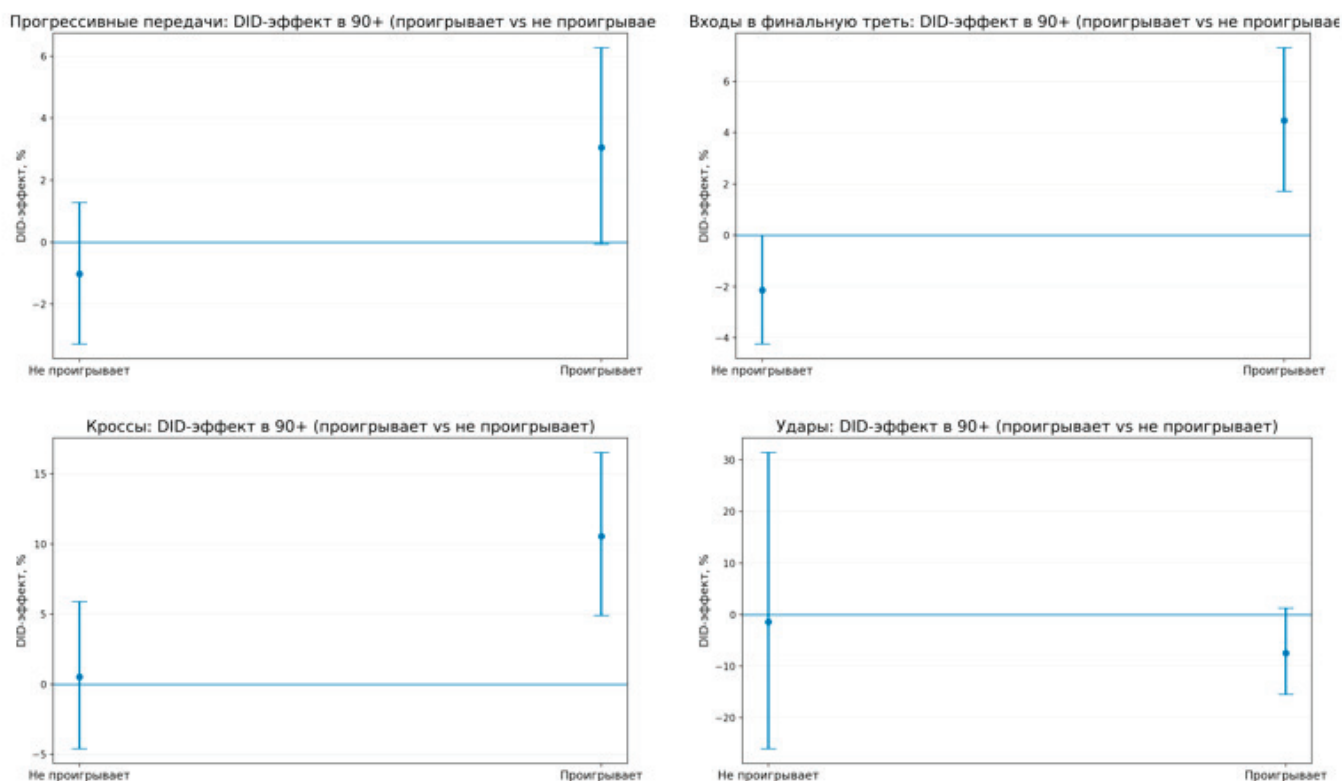 Прогрессивные передачи: DID-эффект в 90+ (проигрывает vs не проигрывае
6
4
2
0
−2
DID-эффект, %
Не проигрывает
Проигрывает
Входы в финальную треть: DID-эффект в 90+ (проигрывает vs не проигрывае
6
4
2
0
−2
−4
DID-эффект, %
Не проигрывает
Проигрывает
Кроссы: DID-эффект в 90+ (проигрывает vs не проигрывает)
15
10
5
0
−5
DID-эффект, %
Не проигрывает
Проигрывает
Удары: DID-эффект в 90+ (проигрывает vs не проигрывает)
30
20
10
0
−10
−20
DID-эффект, %
Не проигрывает
Проигрывает